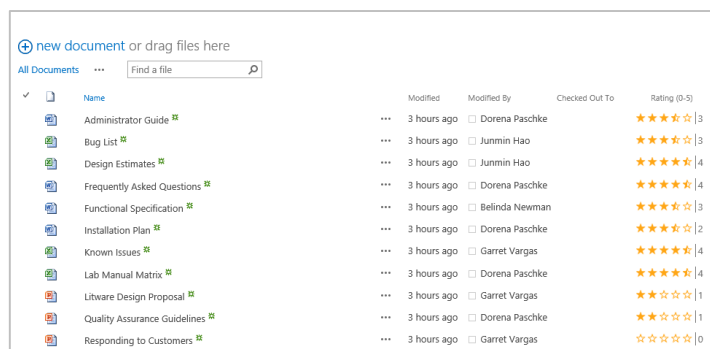 new document or drag files here
All Documents ... Find a file
Name Modified Modified By Checked Out To Rating (0-5)
Administrator Guide ... 3 hours ago Dorena Paschke 3
Bug List ... 3 hours ago Junmin Hao 3
Design Estimates ... 3 hours ago Junmin Hao 4
Frequently Asked Questions ... 3 hours ago Dorena Paschke 4
Functional Specification ... 3 hours ago Belinda Newman 3
Installation Plan ... 3 hours ago Dorena Paschke 2
Known Issues ... 3 hours ago Garret Vargas 4
Lab Manual Matrix ... 3 hours ago Dorena Paschke 4
Litware Design Proposal ... 3 hours ago Garret Vargas 1
Quality Assurance Guidelines ... 3 hours ago Dorena Paschke 1
Responding to Customers ... 3 hours ago Garret Vargas 0